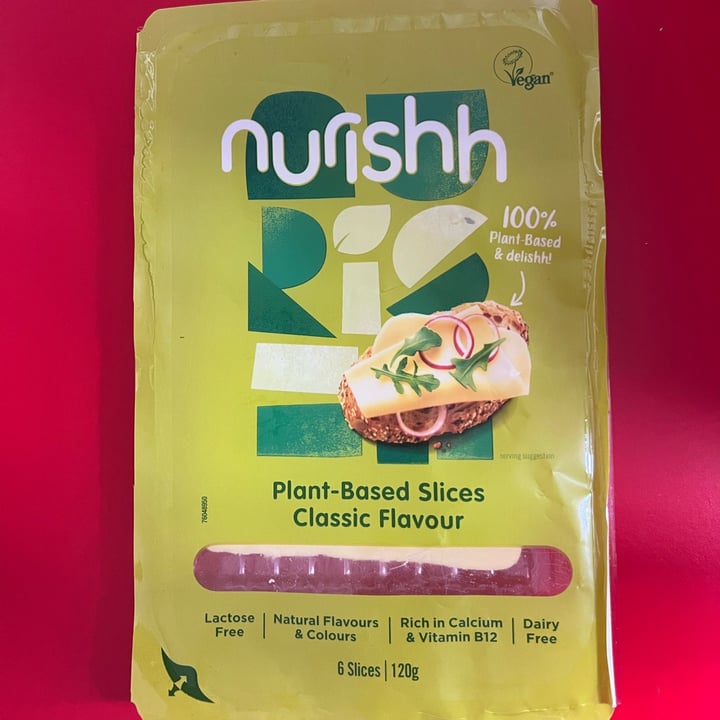 Vegan
nurishh
100%
Plant-Based
& delishh!
serving suggestion
76048950
Plant-Based Slices
Classic Flavour
Lactose Free
Natural Flavours & Colours
Rich in Calcium & Vitamin B12
Dairy Free
6 Slices | 120g